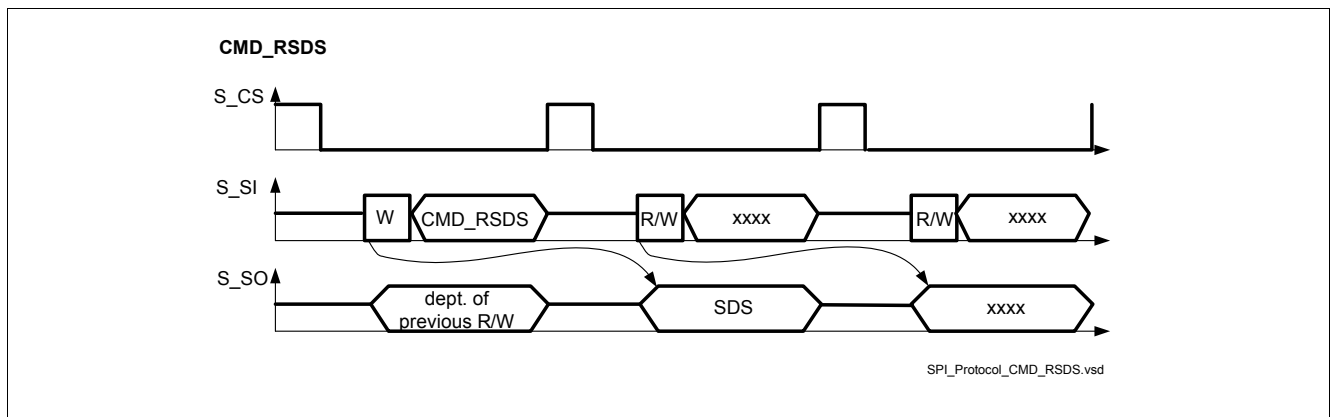 CMD_RSDS
S_CS
S_SI
W
CMD_RSDS
R/W
xxxx
R/W
xxxx
S_SO
dept. of
previous R/W
SDS
xxxx
SPI_Protocol_CMD_RSDS.vsd